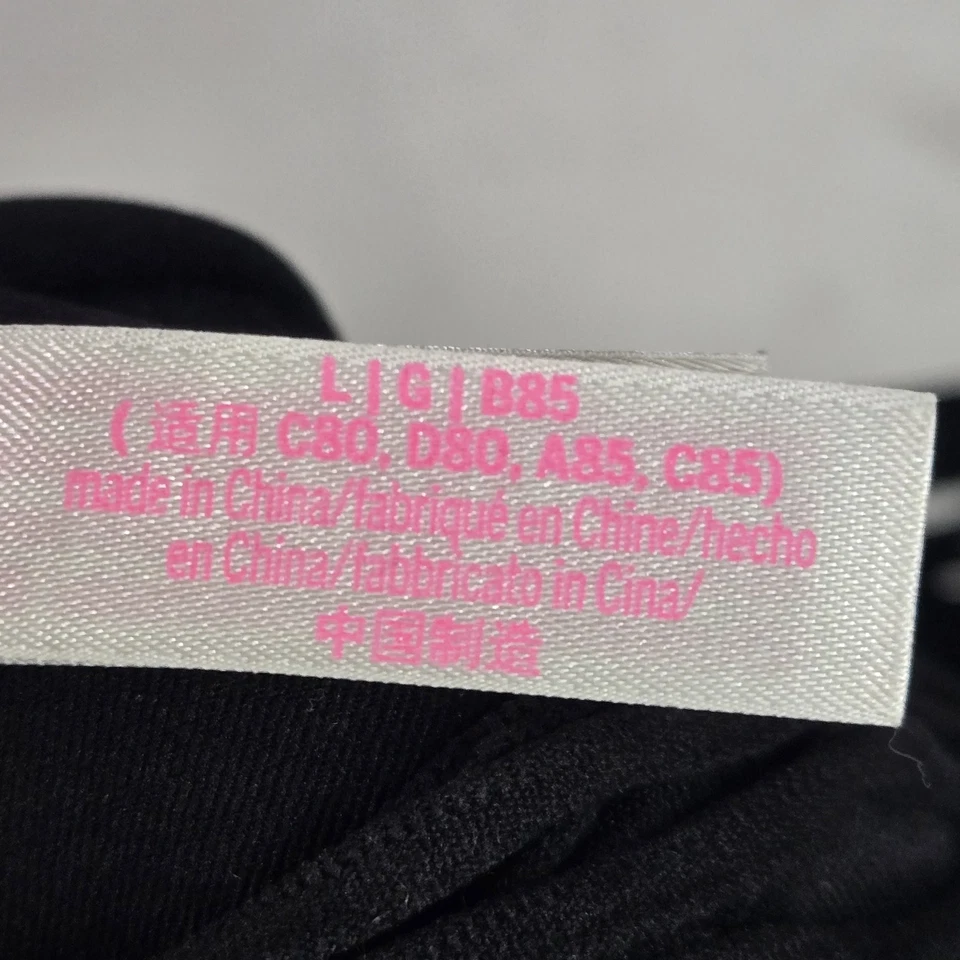 L | G | B85
(适用 C80, D80, A85, C85)
made in China/fabriqué en Chine/hecho
en China/fabbricato in Cina/
中国制造